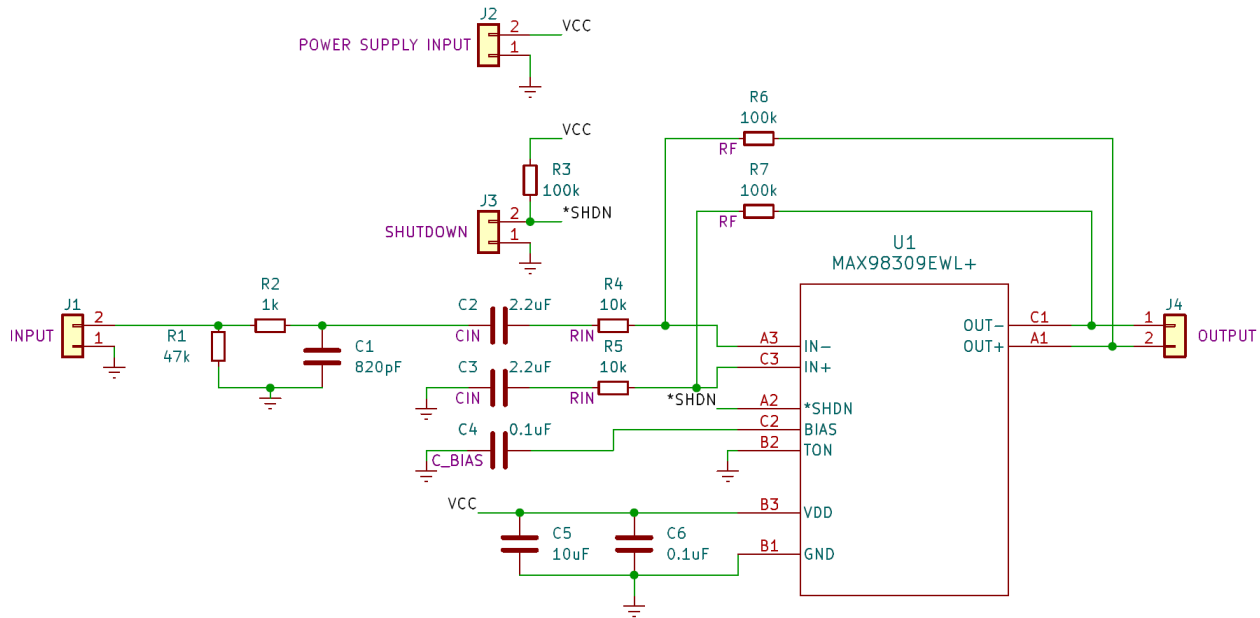 J2
2
VCC
POWER SUPPLY INPUT
1
R6
100k
RF
VCC
R3
100k
R7
100k
RF
J3
2
*SHDN
SHUTDOWN
1
U1
MAX98309EWL+
J1
2
INPUT
1
R1
47k
R2
1k
C1
820pF
C2
2.2uF
CIN
R4
10k
RIN
C3
2.2uF
CIN
R5
10k
RIN
*SHDN
C4
0.1uF
C_BIAS
A3
IN-
C3
IN+
A2
*SHDN
C2
BIAS
B2
TON
B3
VDD
B1
GND
OUT-
C1
OUT+
A1
J4
1
2
OUTPUT
VCC
C5
10uF
C6
0.1uF